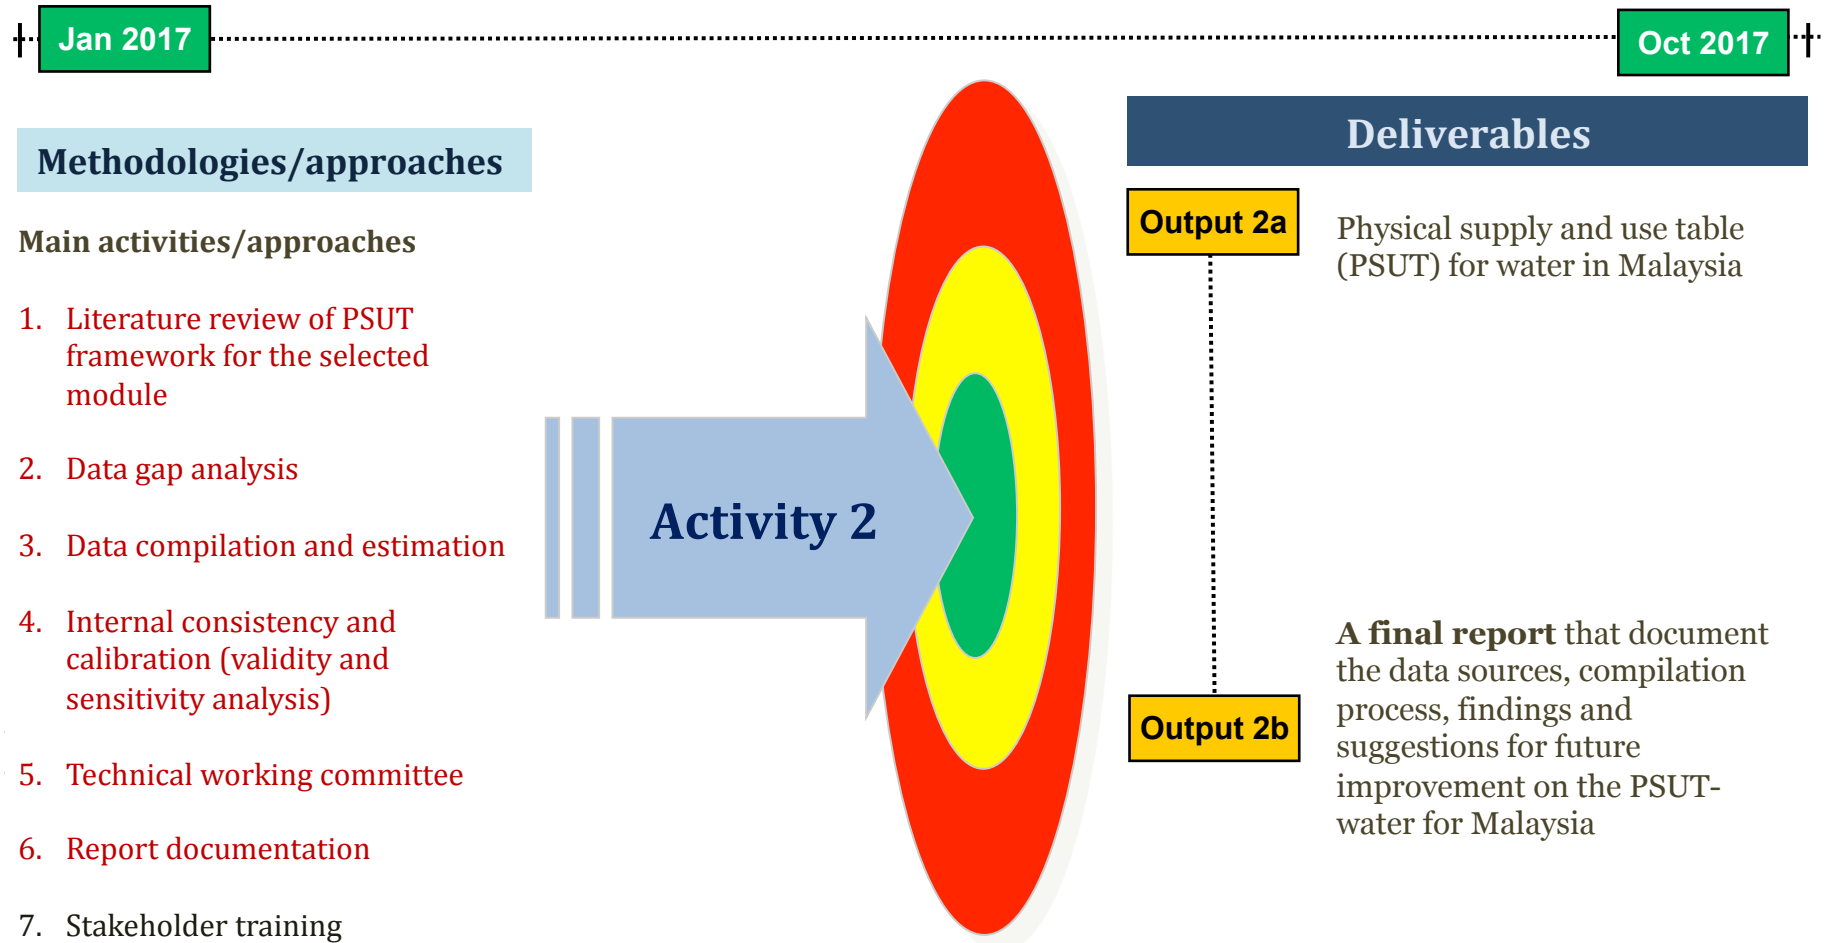 Jan 2017
Oct 2017
Methodologies/approaches
Main activities/approaches
1. Literature review of PSUT
framework for the selected
module
2. Data gap analysis
3. Data compilation and estimation
4. Internal consistency and
calibration (validity and
sensitivity analysis)
5. Technical working committee
6. Report documentation
7. Stakeholder training
Activity 2
Deliverables
Output 2a
Physical supply and use table
(PSUT) for water in Malaysia
Output 2b
A final report that document
the data sources, compilation
process, findings and
suggestions for future
improvement on the PSUT-
water for Malaysia